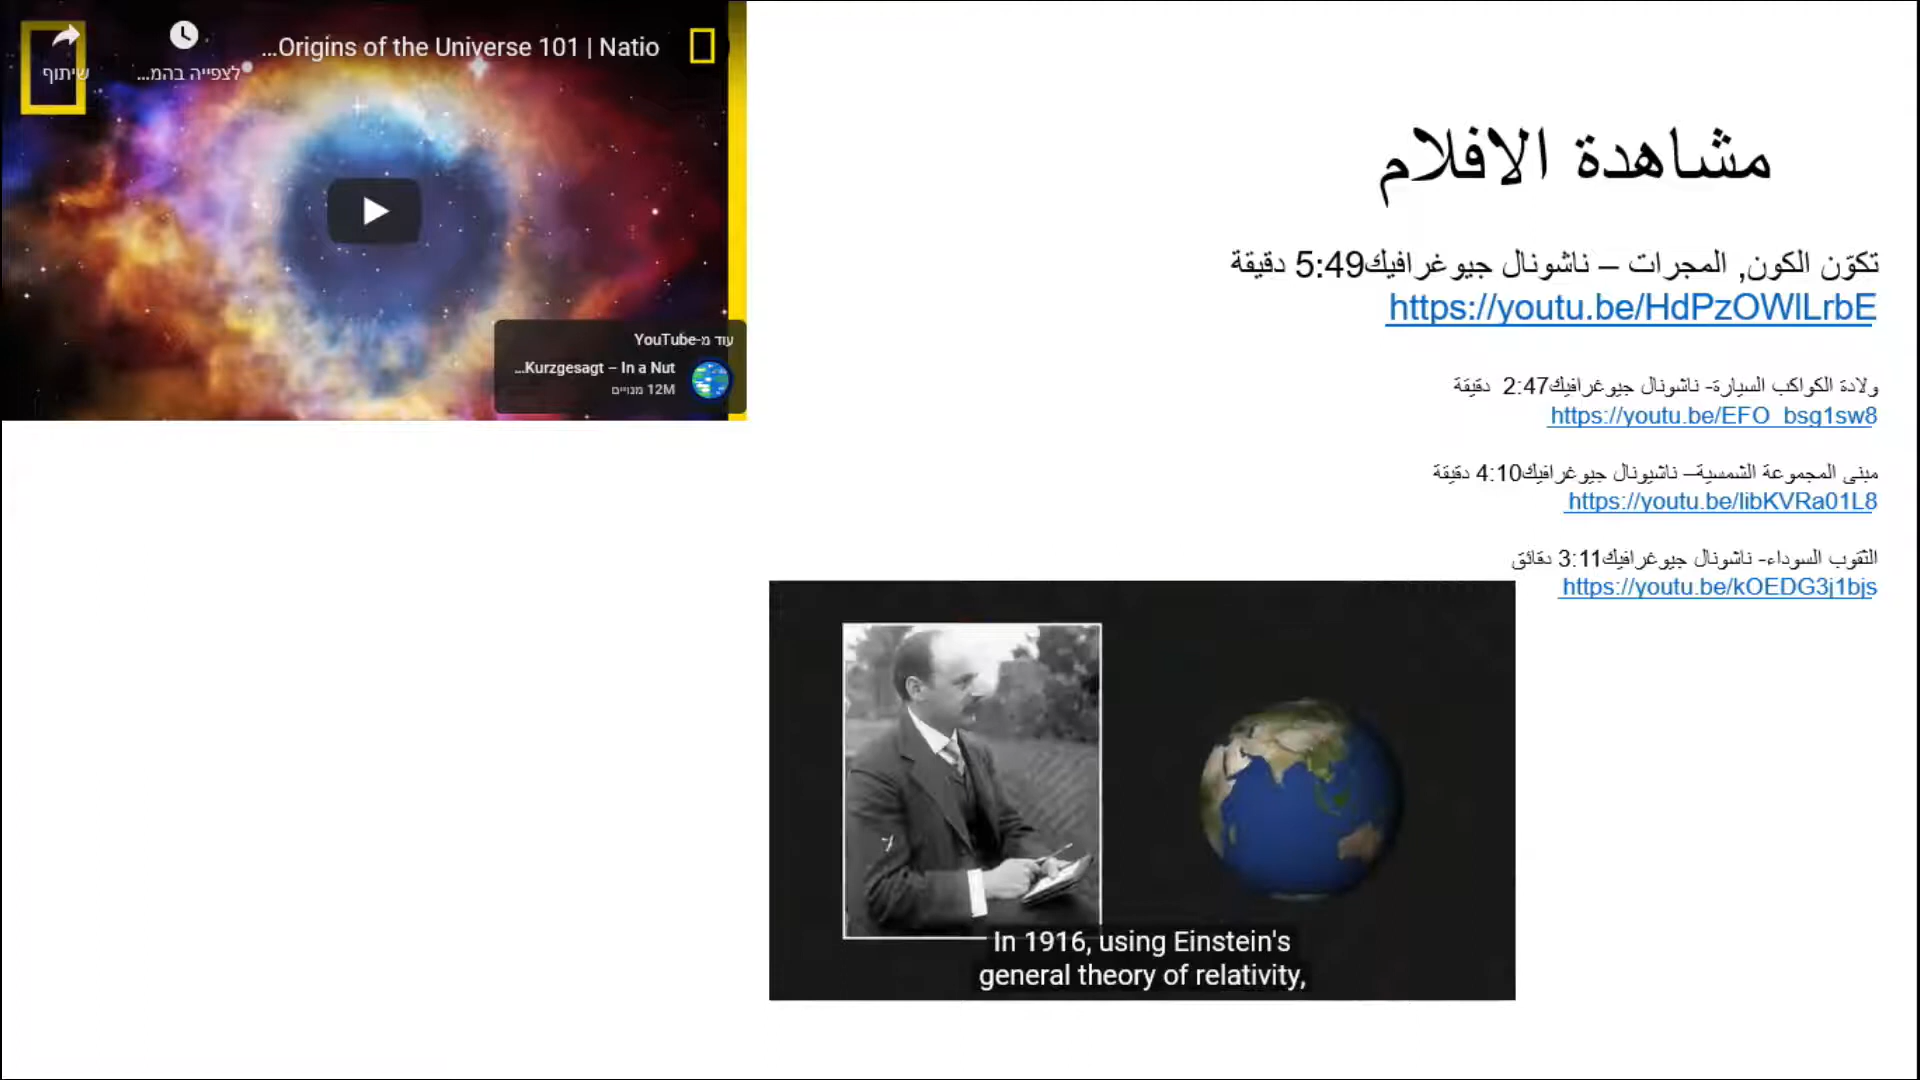 مشاهدة الافلام
تكوّن الكون, المجرات – ناشونال جيوغرافيك5:49 دقيقة
https://youtu.be/HdPzOWlLrbE
ولادة الكواكب السيارة- ناشونال جيوغرافيك2:47 دقيقة
https://youtu.be/EFO_bsg1sw8
مبنى المجموعة الشمسية– ناشيونال جيوغرافيك4:10 دقيقة
https://youtu.be/libKVRa01L8
الثقوب السوداء- ناشونال جيوغرافيك3:11 دقائق
https://youtu.be/kOEDG3j1bjs
...Origins of the Universe 101 | Natio
שיתוף
לצפייה בהמ...
עוד מ-YouTube
...Kurzgesagt – In a Nut
12M מנויים
In 1916, using Einstein's
general theory of relativity,